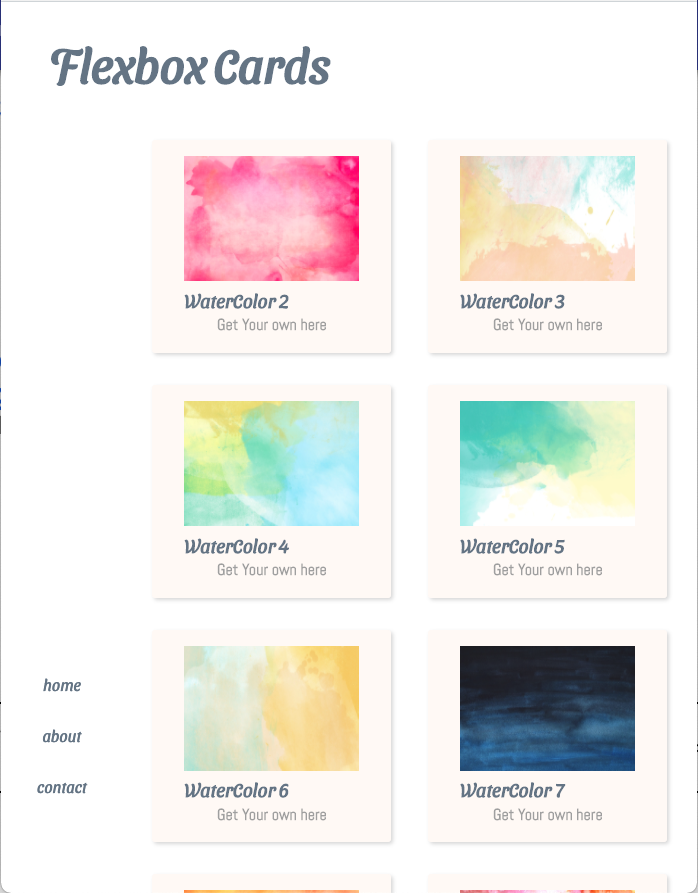 Flexbox Cards
WaterColor 2
Get Your own here
WaterColor 3
Get Your own here
WaterColor 4
Get Your own here
WaterColor 5
Get Your own here
home
about
contact
WaterColor 6
Get Your own here
WaterColor 7
Get Your own here